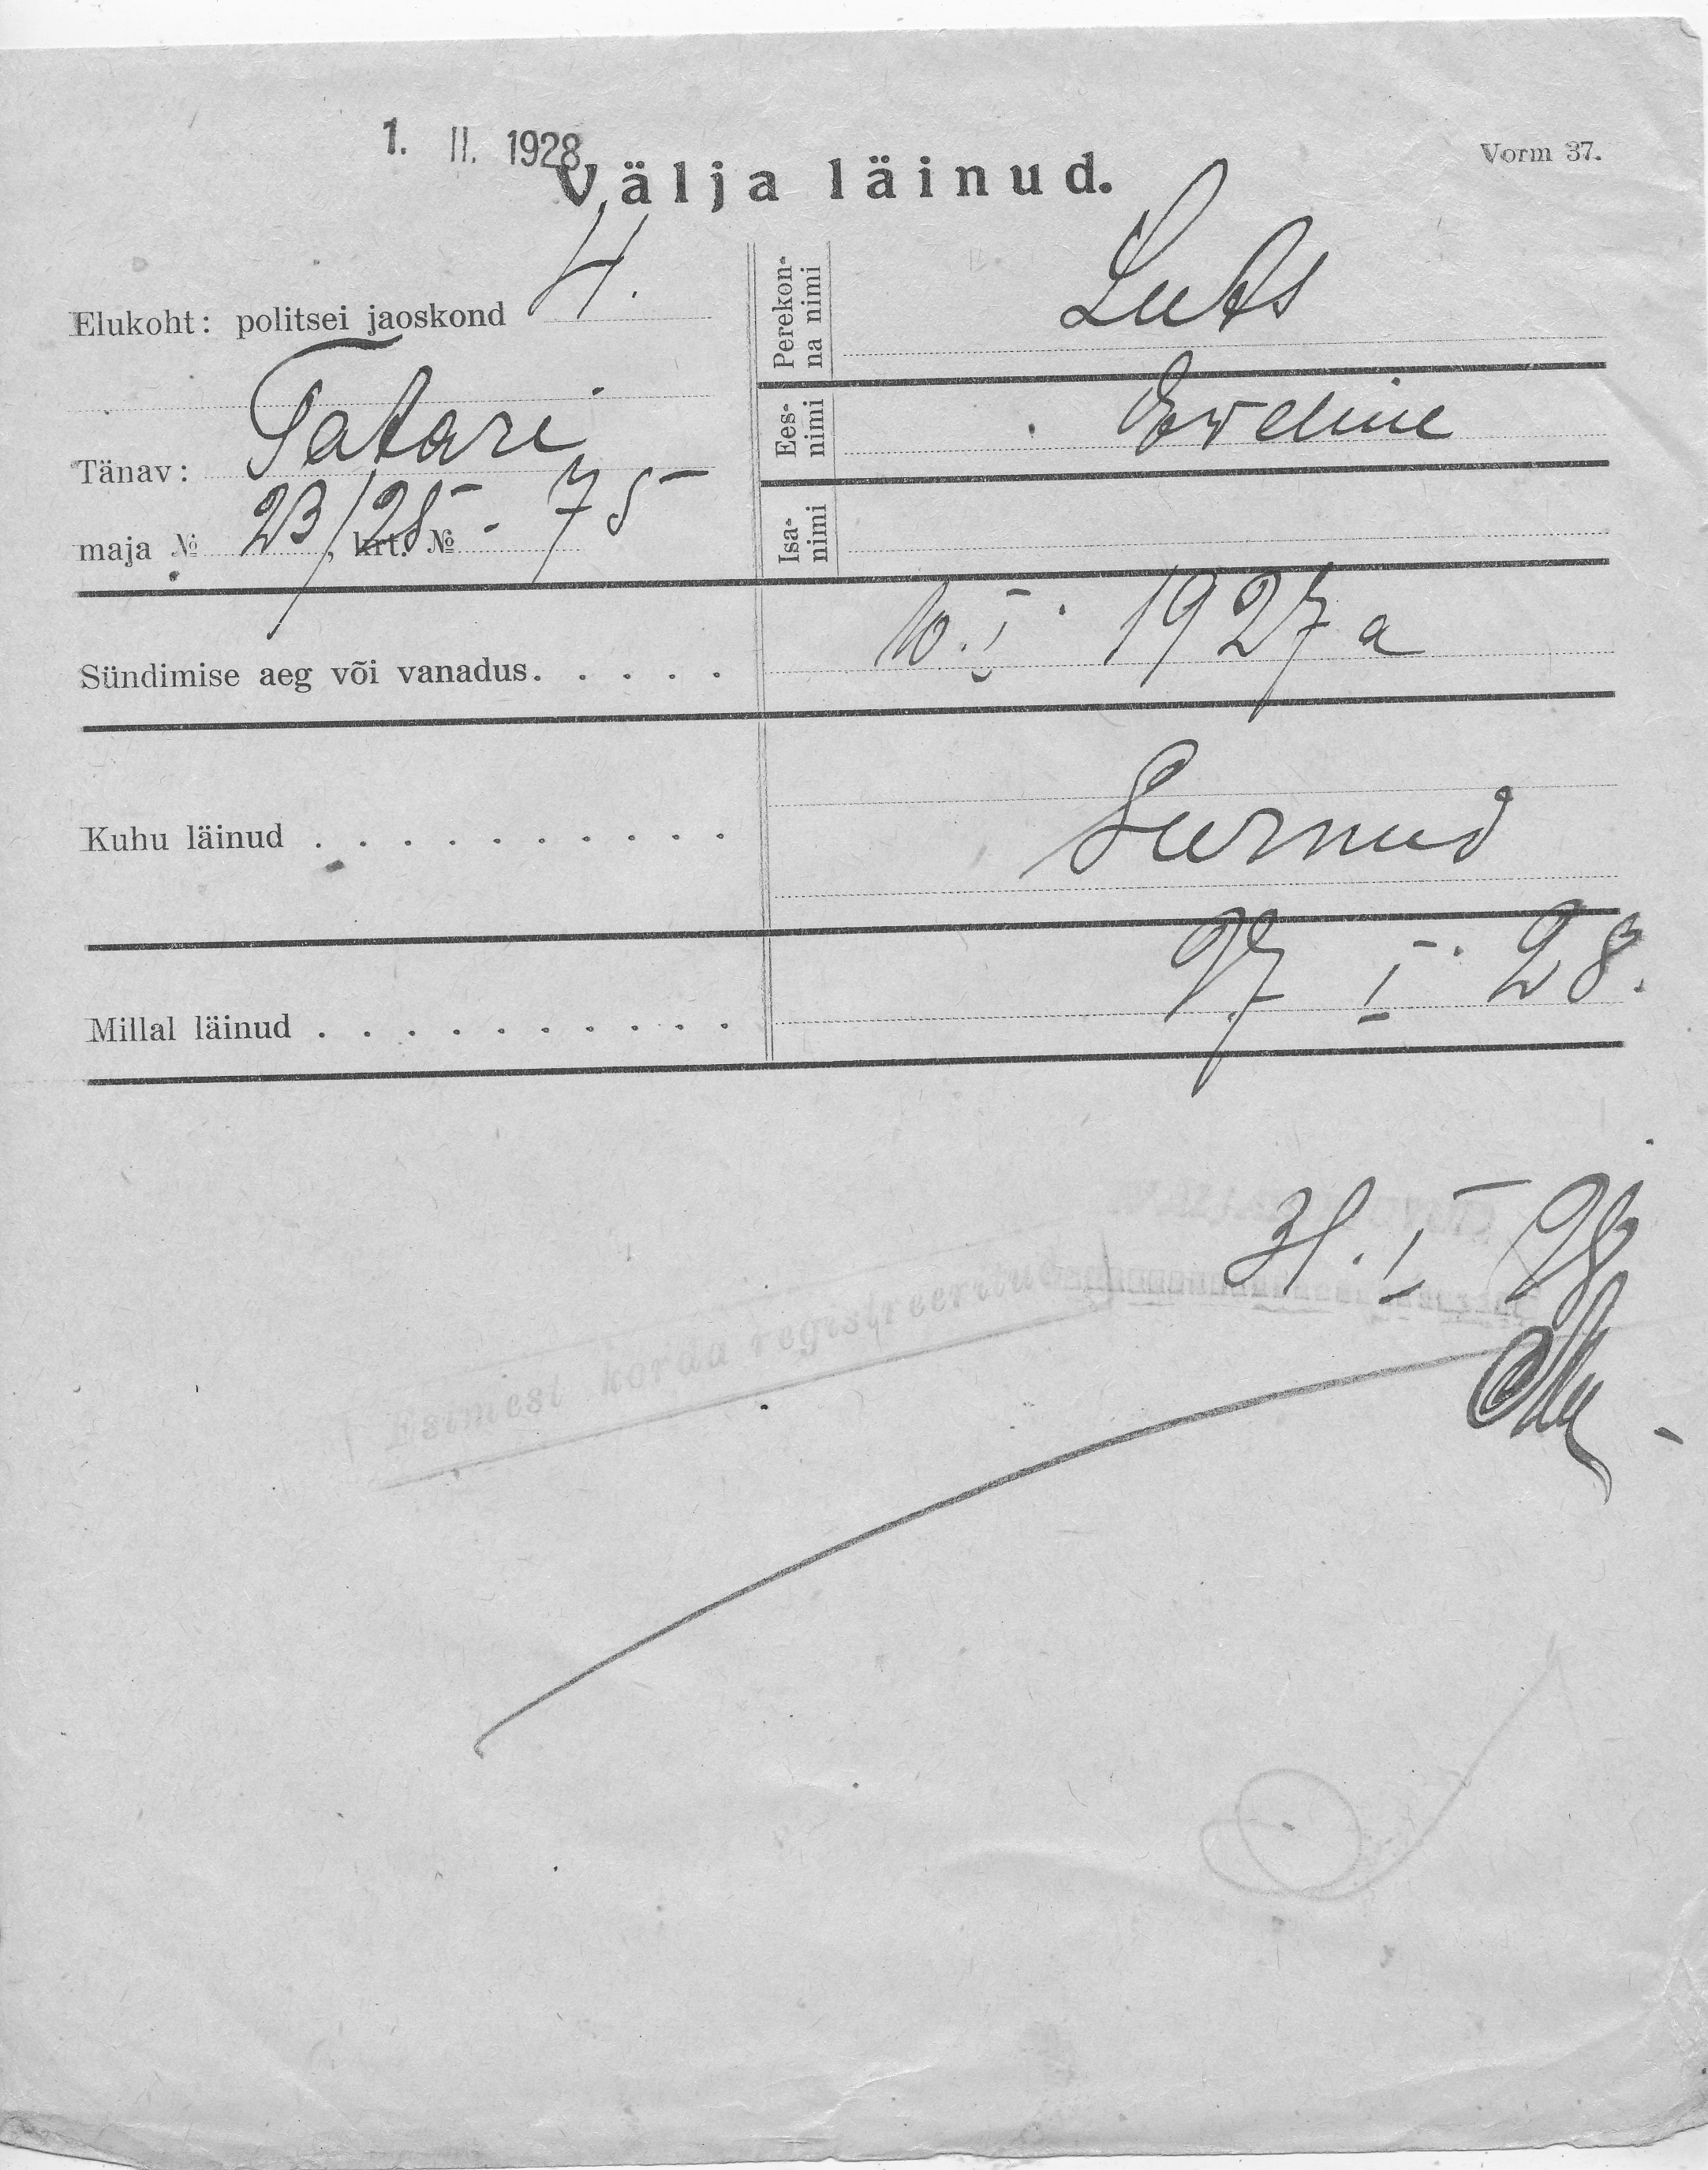 1. II. 1928
Vorm 37.
Välja läinud.
Elukoht: politsei jaoskond 4.
Tänav: Tatari
maja № 23/25 - 75, krt. №
Perekonna nimi Luts
Eesnimi Eveline
Isanimi
Sündimise aeg või vanadus. . . . . 10. I. 1927 a
Kuhu läinud . . . . . . . . . . Surnud
Millal läinud . . . . . . . . . . 27 I. 28.
31. I 28
Esimest korda registreeritud